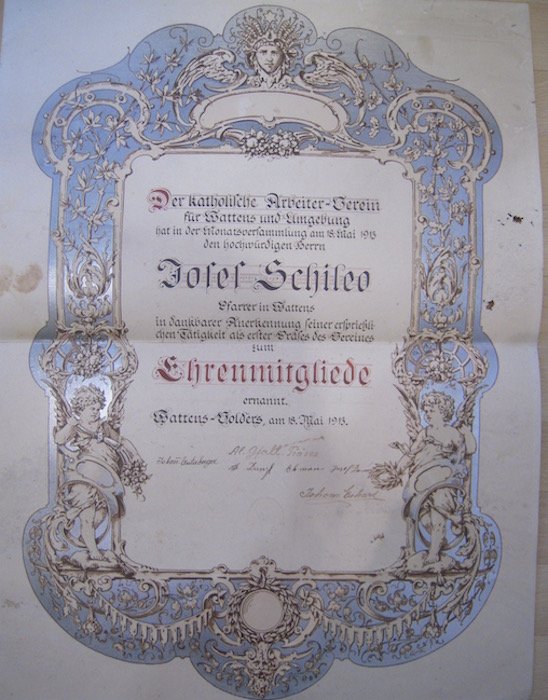 Der katholische Arbeiter-Verein
für Wattens und Umgebung
hat in der Monatsversammlung am 18. Mai 1913
den hochwürdigen Herrn
Josef Schileo
Pfarrer in Wattens
in dankbarer Anerkennung seiner ersprießli-
chen Tätigkeit als erster Präses des Vereines
zum
Ehrenmitgliede
ernannt.
Wattens-Volders, am 18. Mai 1913.
Johann
Johann